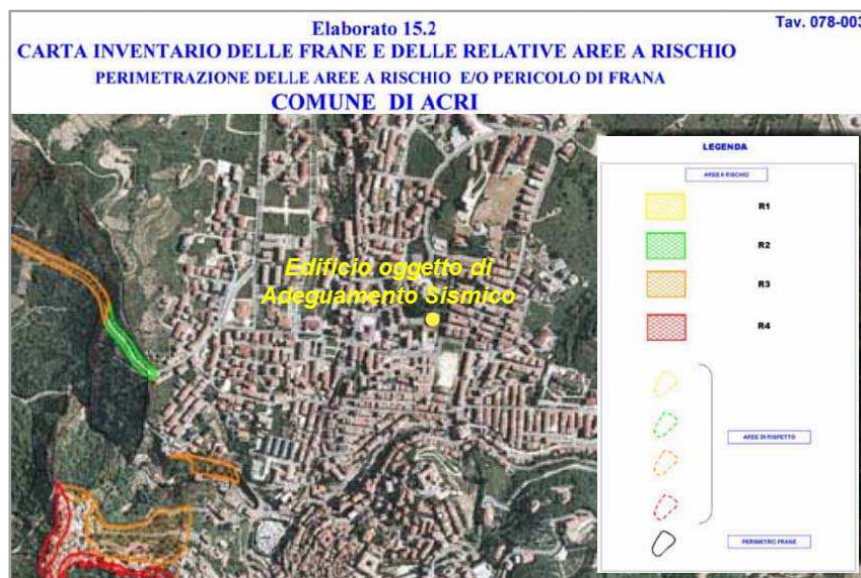 Elaborato 15.2
Tav. 078-003
CARTA INVENTARIO DELLE FRANE E DELLE RELATIVE AREE A RISCHIO
PERIMETRAZIONE DELLE AREE A RISCHIO E/O PERICOLO DI FRANA
COMUNE DI ACRI
Edificio oggetto di
Adeguamento Sismico
LEGENDA
AREE A RISCHIO
R1
R2
R3
R4
AREE DI RISPETTO
PERIMETRO FRANE